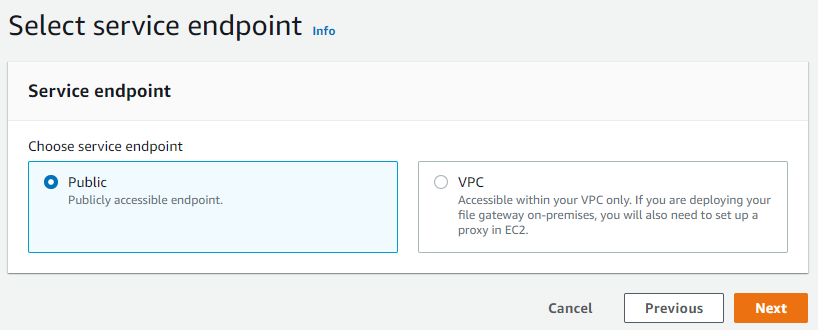 Select service endpoint Info
Service endpoint
Choose service endpoint
Public
Publicly accessible endpoint.
VPC
Accessible within your VPC only. If you are deploying your
file gateway on-premises, you will also need to set up a
proxy in EC2.
Cancel Previous Next